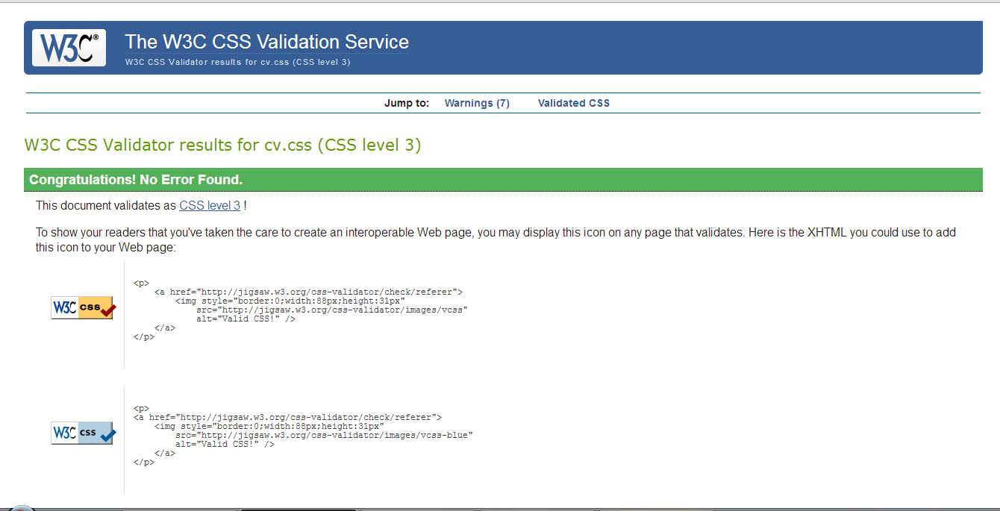 W3C®
The W3C CSS Validation Service
W3C CSS Validator results for cv.css (CSS level 3)
Jump to: Warnings (7) Validated CSS
W3C CSS Validator results for cv.css (CSS level 3)
Congratulations! No Error Found.
This document validates as CSS level 3 !
To show your readers that you've taken the care to create an interoperable Web page, you may display this icon on any page that validates. Here is the XHTML you could use to add
this icon to your Web page:
W3C css
<p>
<a href="http://jigsaw.w3.org/css-validator/check/referer">
<img style="border:0;width:88px;height:31px"
src="http://jigsaw.w3.org/css-validator/images/vcss"
alt="Valid CSS!" />
</a>
</p>
W3C css
<p>
<a href="http://jigsaw.w3.org/css-validator/check/referer">
<img style="border:0;width:88px;height:31px"
src="http://jigsaw.w3.org/css-validator/images/vcss-blue"
alt="Valid CSS!" />
</a>
</p>